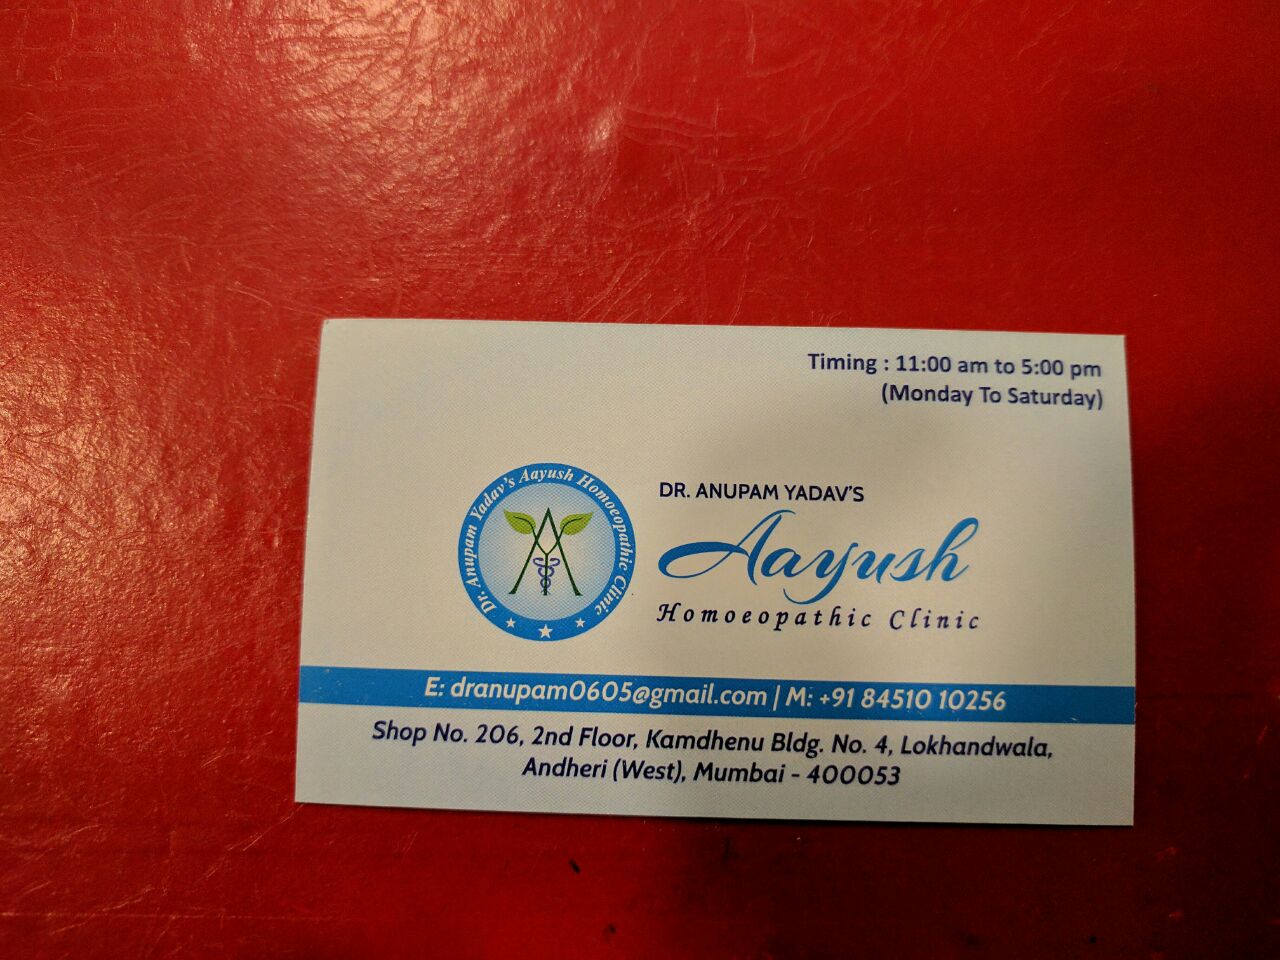 Timing : 11:00 am to 5:00 pm
(Monday To Saturday)
Dr. Anupam Yadav's Aayush Homoeopathic Clinic
DR. ANUPAM YADAV'S
Aayush
Homoeopathic Clinic
E: dranupam0605@gmail.com | M: +91 84510 10256
Shop No. 206, 2nd Floor, Kamdhenu Bldg. No. 4, Lokhandwala,
Andheri (West), Mumbai - 400053